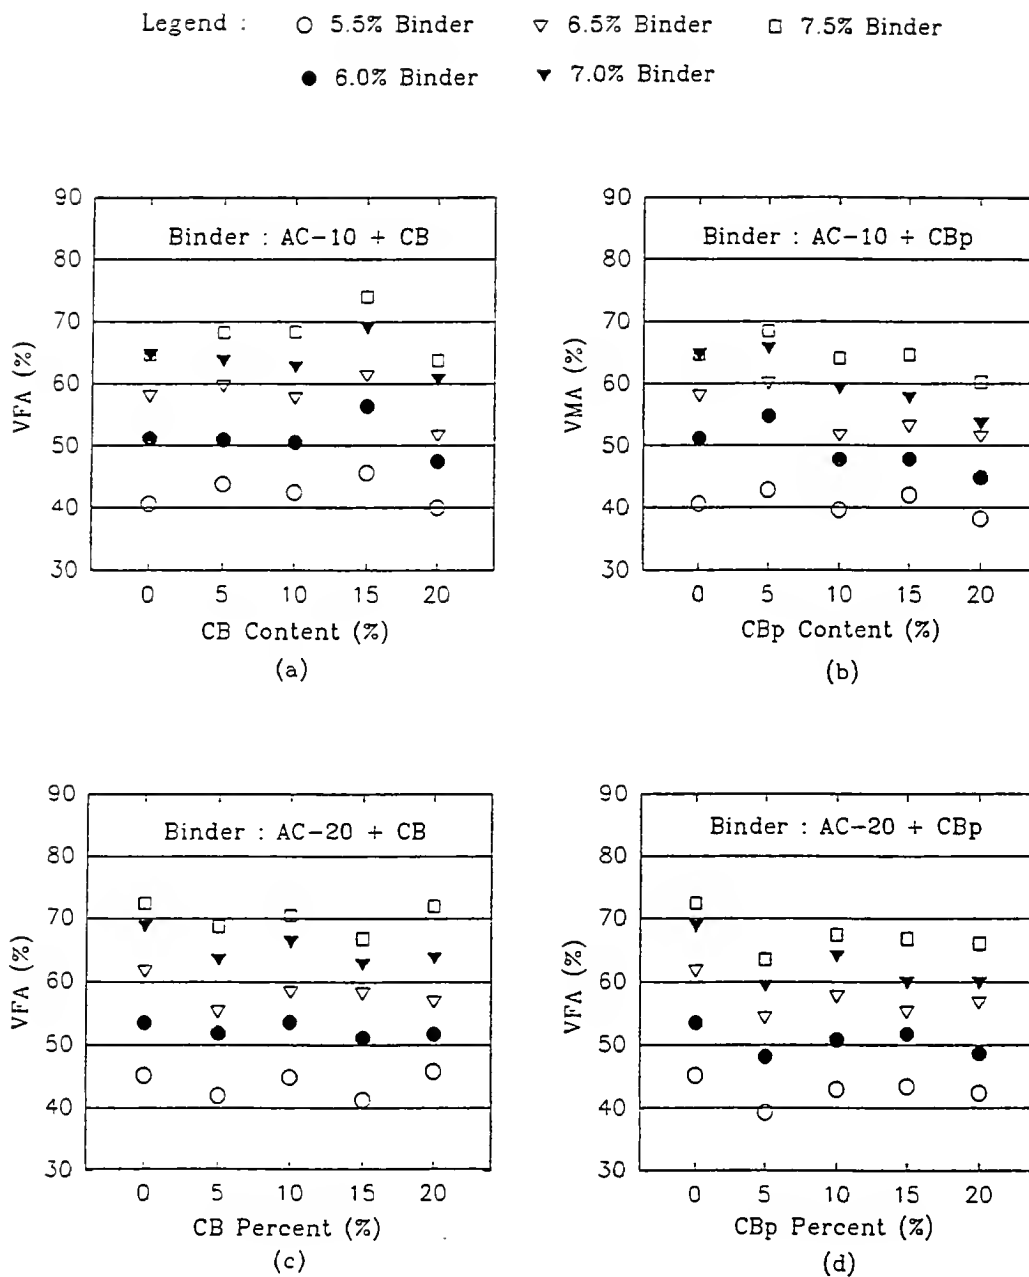 Legend : ○ 5.5% Binder ▽ 6.5% Binder □ 7.5% Binder
● 6.0% Binder ▼ 7.0% Binder
Binder : AC-10 + CB
VFA (%)
90
80
70
60
50
40
30
0 5 10 15 20
CB Content (%)
(a)
Binder : AC-10 + CBp
VMA (%)
90
80
70
60
50
40
30
0 5 10 15 20
CBp Content (%)
(b)
Binder : AC-20 + CB
VFA (%)
90
80
70
60
50
40
30
0 5 10 15 20
CB Percent (%)
(c)
Binder : AC-20 + CBp
VFA (%)
90
80
70
60
50
40
30
0 5 10 15 20
CBp Percent (%)
(d)